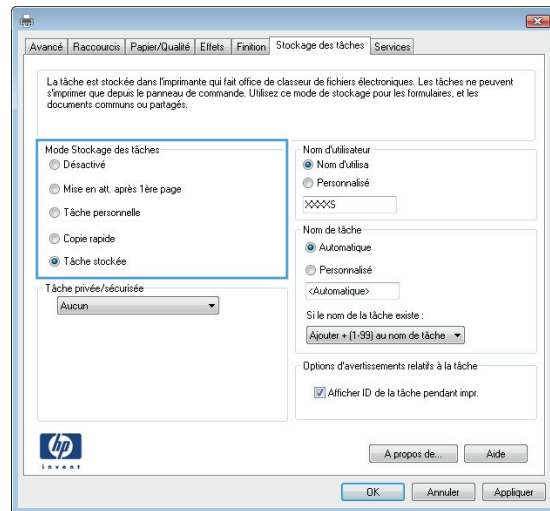 Avancé Raccourcis Papier/Qualité Effets Finition Stockage des tâches Services
La tâche est stockée dans l'imprimante qui fait office de classeur de fichiers électroniques. Les tâches ne peuvent
s'imprimer que depuis le panneau de commande. Utilisez ce mode de stockage pour les formulaires, et les
documents communs ou partagés.
Mode Stockage des tâches
Désactivé
Mise en att. après 1ère page
Tâche personnelle
Copie rapide
Tâche stockée
Tâche privée/sécurisée
Aucun
Nom d'utilisateur
Nom d'utilisa
Personnalisé
XXXXS
Nom de tâche
Automatique
Personnalisé
<Automatique>
Si le nom de la tâche existe :
Ajouter + (1-99) au nom de tâche
Options d'avertissements relatifs à la tâche
Afficher ID de la tâche pendant impr.
hp
invent
A propos de... Aide
OK Annuler Appliquer